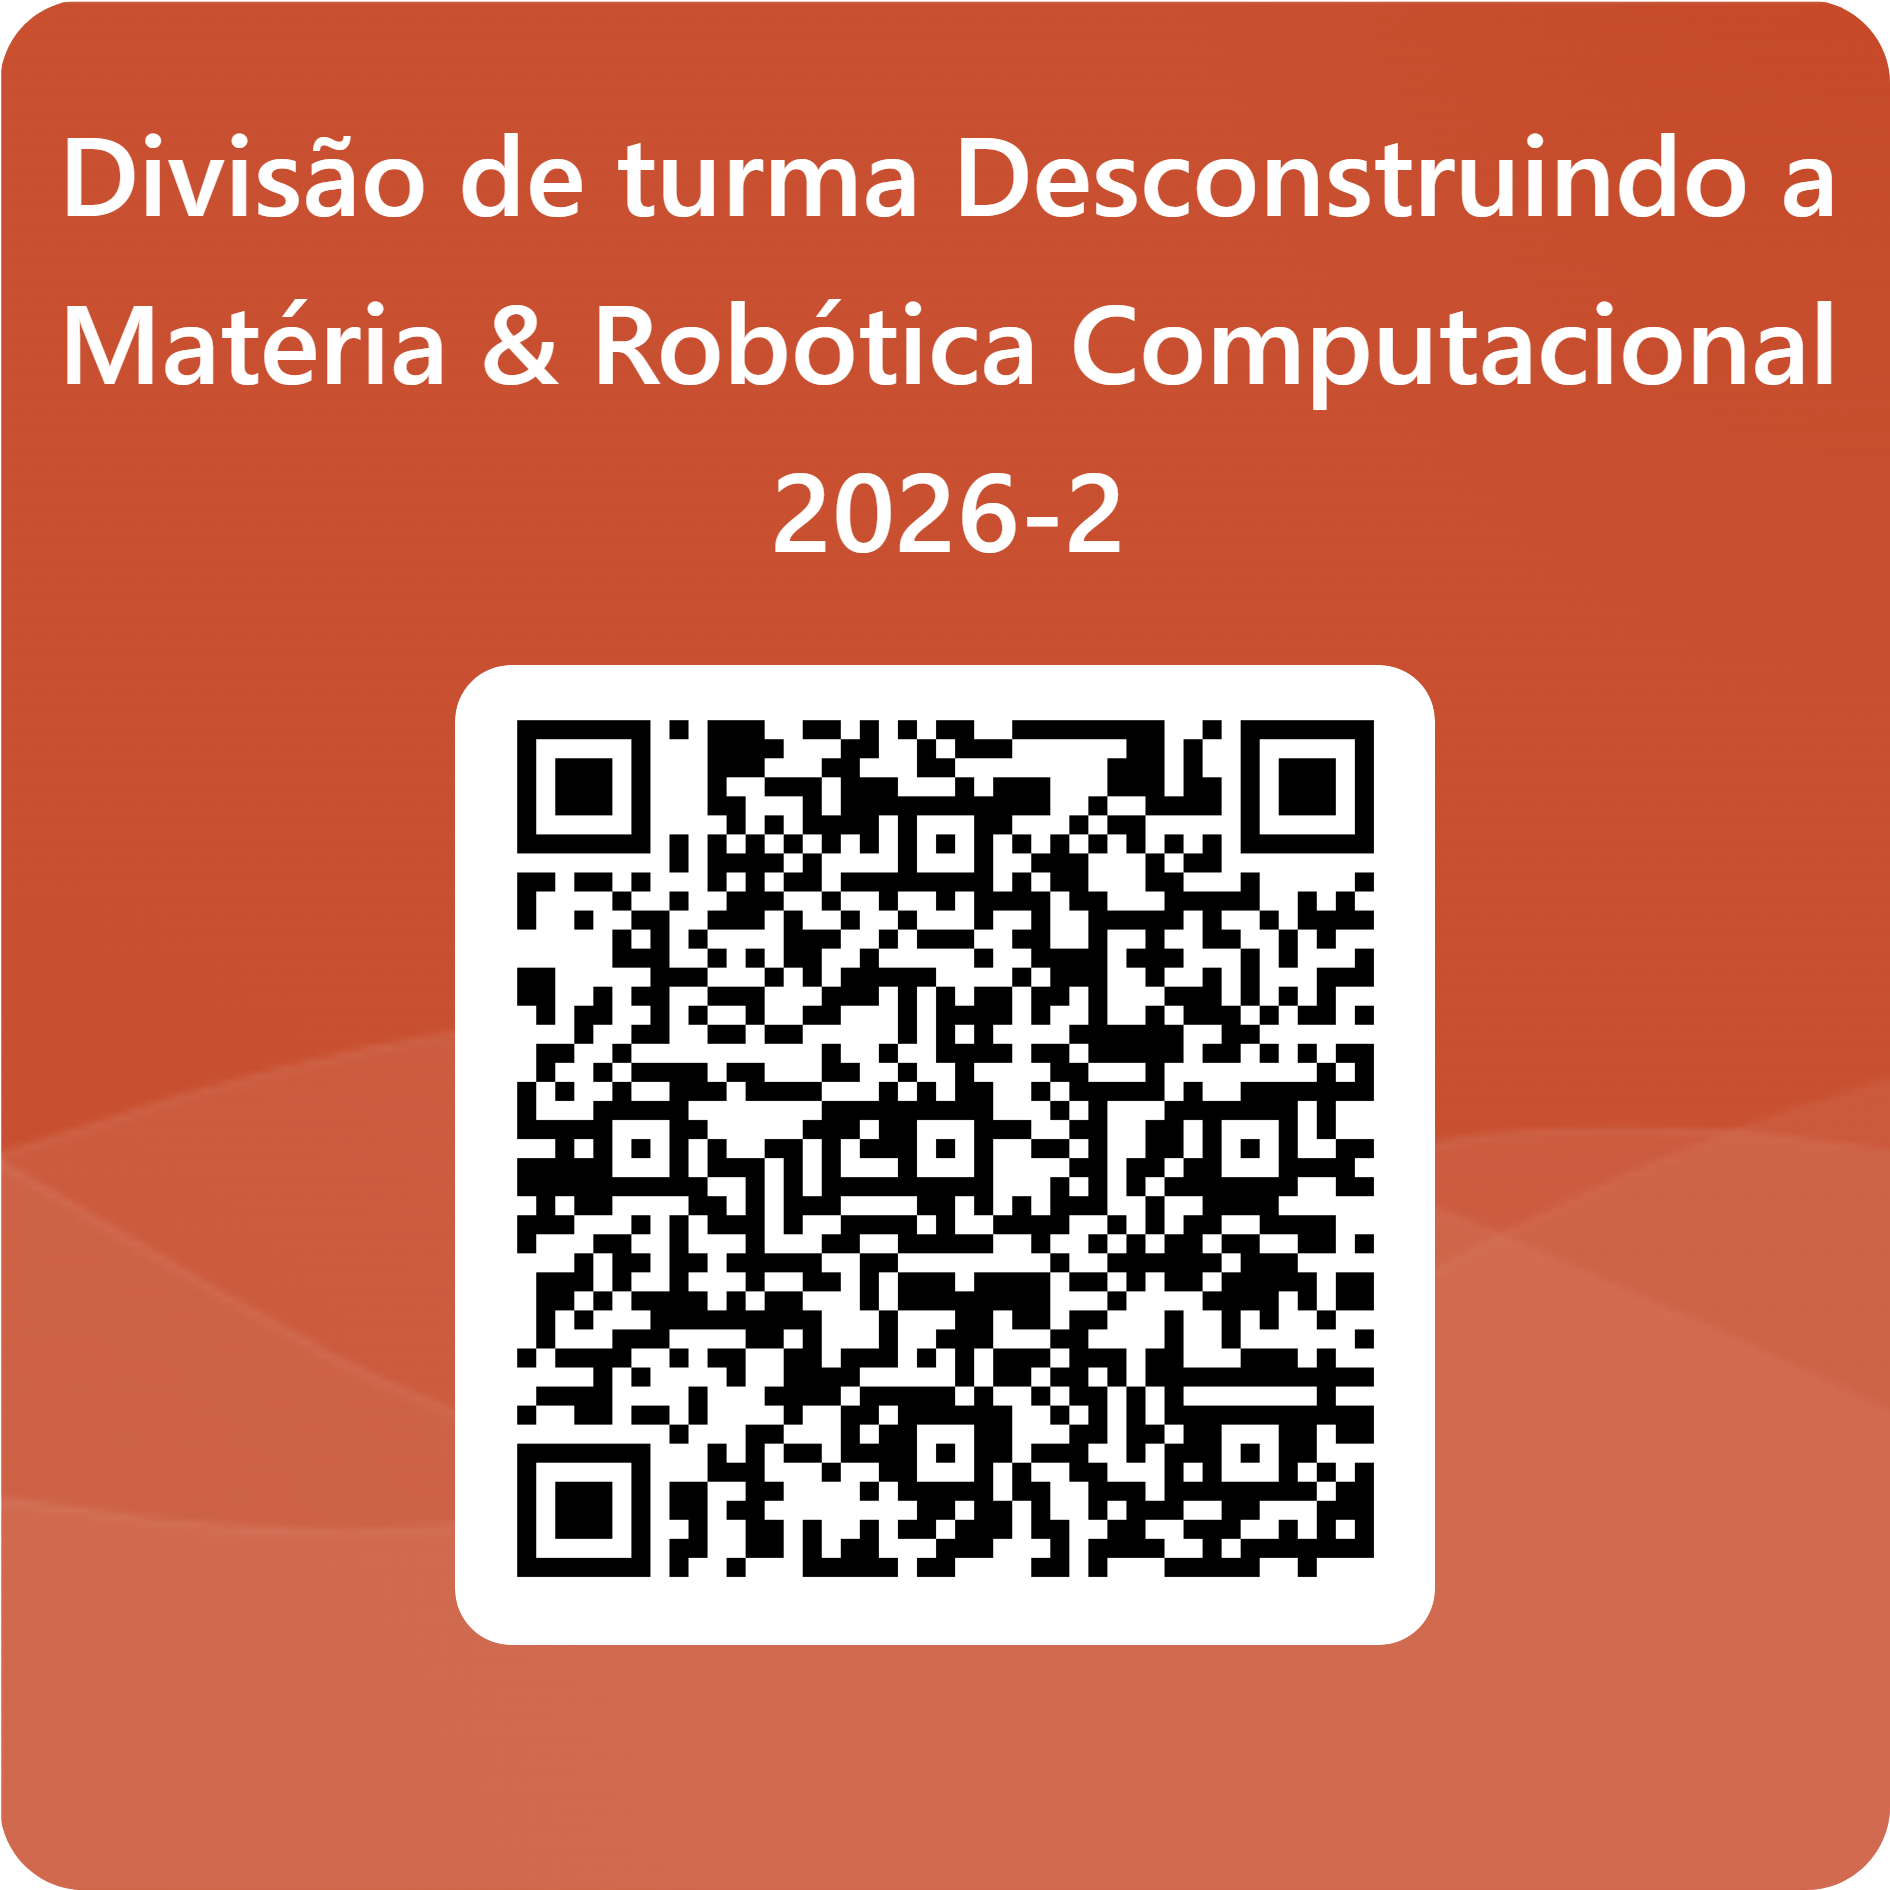 Divisão de turma Desconstruindo a
Matéria & Robótica Computacional
2026-2